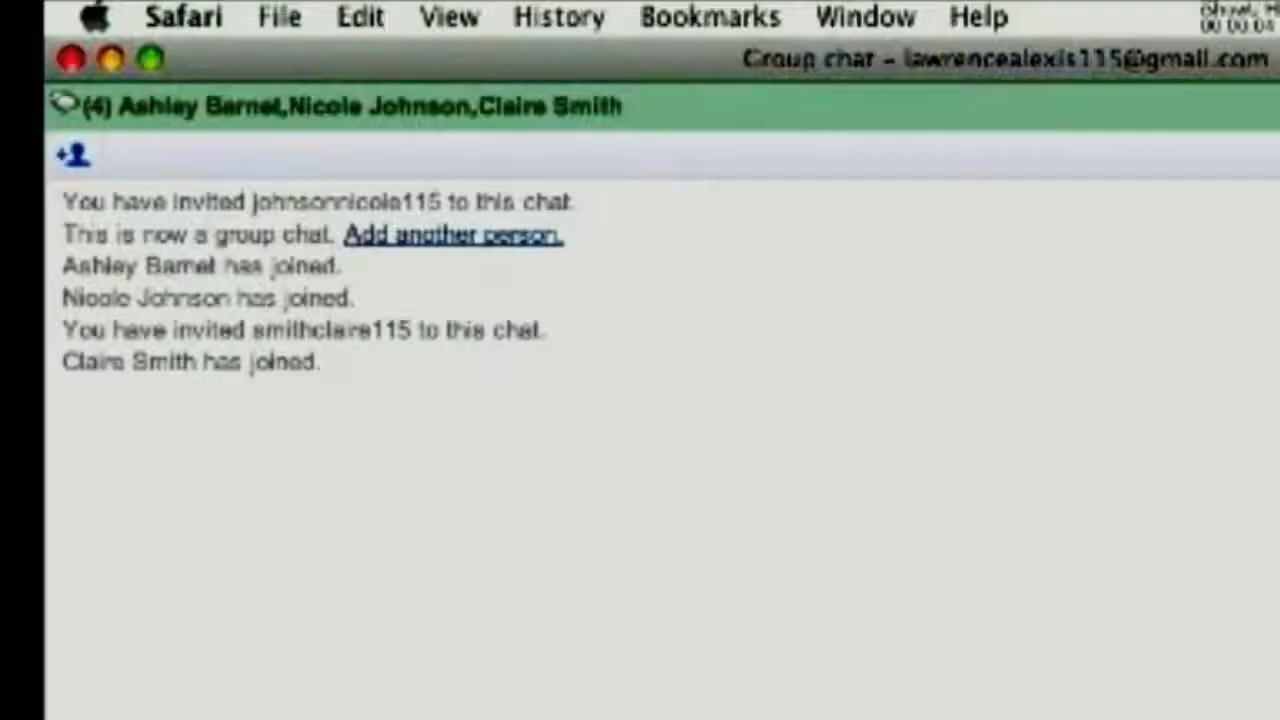 Safari File Edit View History Bookmarks Window Help
Group chat - lawrencealexis115@gmail.com
(4) Ashley Barnet,Nicole Johnson,Claire Smith
You have invited johnsonnicole115 to this chat.
This is now a group chat. Add another person.
Ashley Barnet has joined.
Nicole Johnson has joined.
You have invited smithclaire115 to this chat.
Claire Smith has joined.